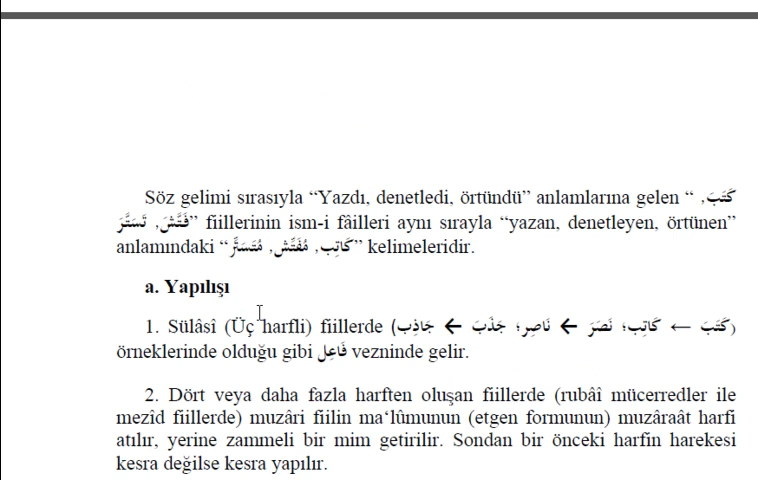 Söz gelimi sırasıyla “Yazdı, denetledi, örtündü” anlamlarına gelen “ كَتَبَ,
فَتَّشَ, تَسَتَّرَ” fiillerinin ism-i fâilleri aynı sırayla “yazan, denetleyen, örtünen”
anlamındaki “كَاتِب, مُفَتِّش, مُتَسَتِّر” kelimeleridir.
a. Yapılışı
1. Sülâsî (Üç harfli) fiillerde (كَتَبَ ← كَاتِب؛ نَصَرَ ← نَاصِر؛ جَذَبَ ← جَاذِب)
örneklerinde olduğu gibi فَاعِل vezninde gelir.
2. Dört veya daha fazla harften oluşan fiillerde (rubâî mücerredler ile
mezîd fiillerde) muzâri fiilin ma‘lûmunun (etgen formunun) muzâraât harfi
atılır, yerine zammeli bir mim getirilir. Sondan bir önceki harfin harekesi
kesra değilse kesra yapılır.